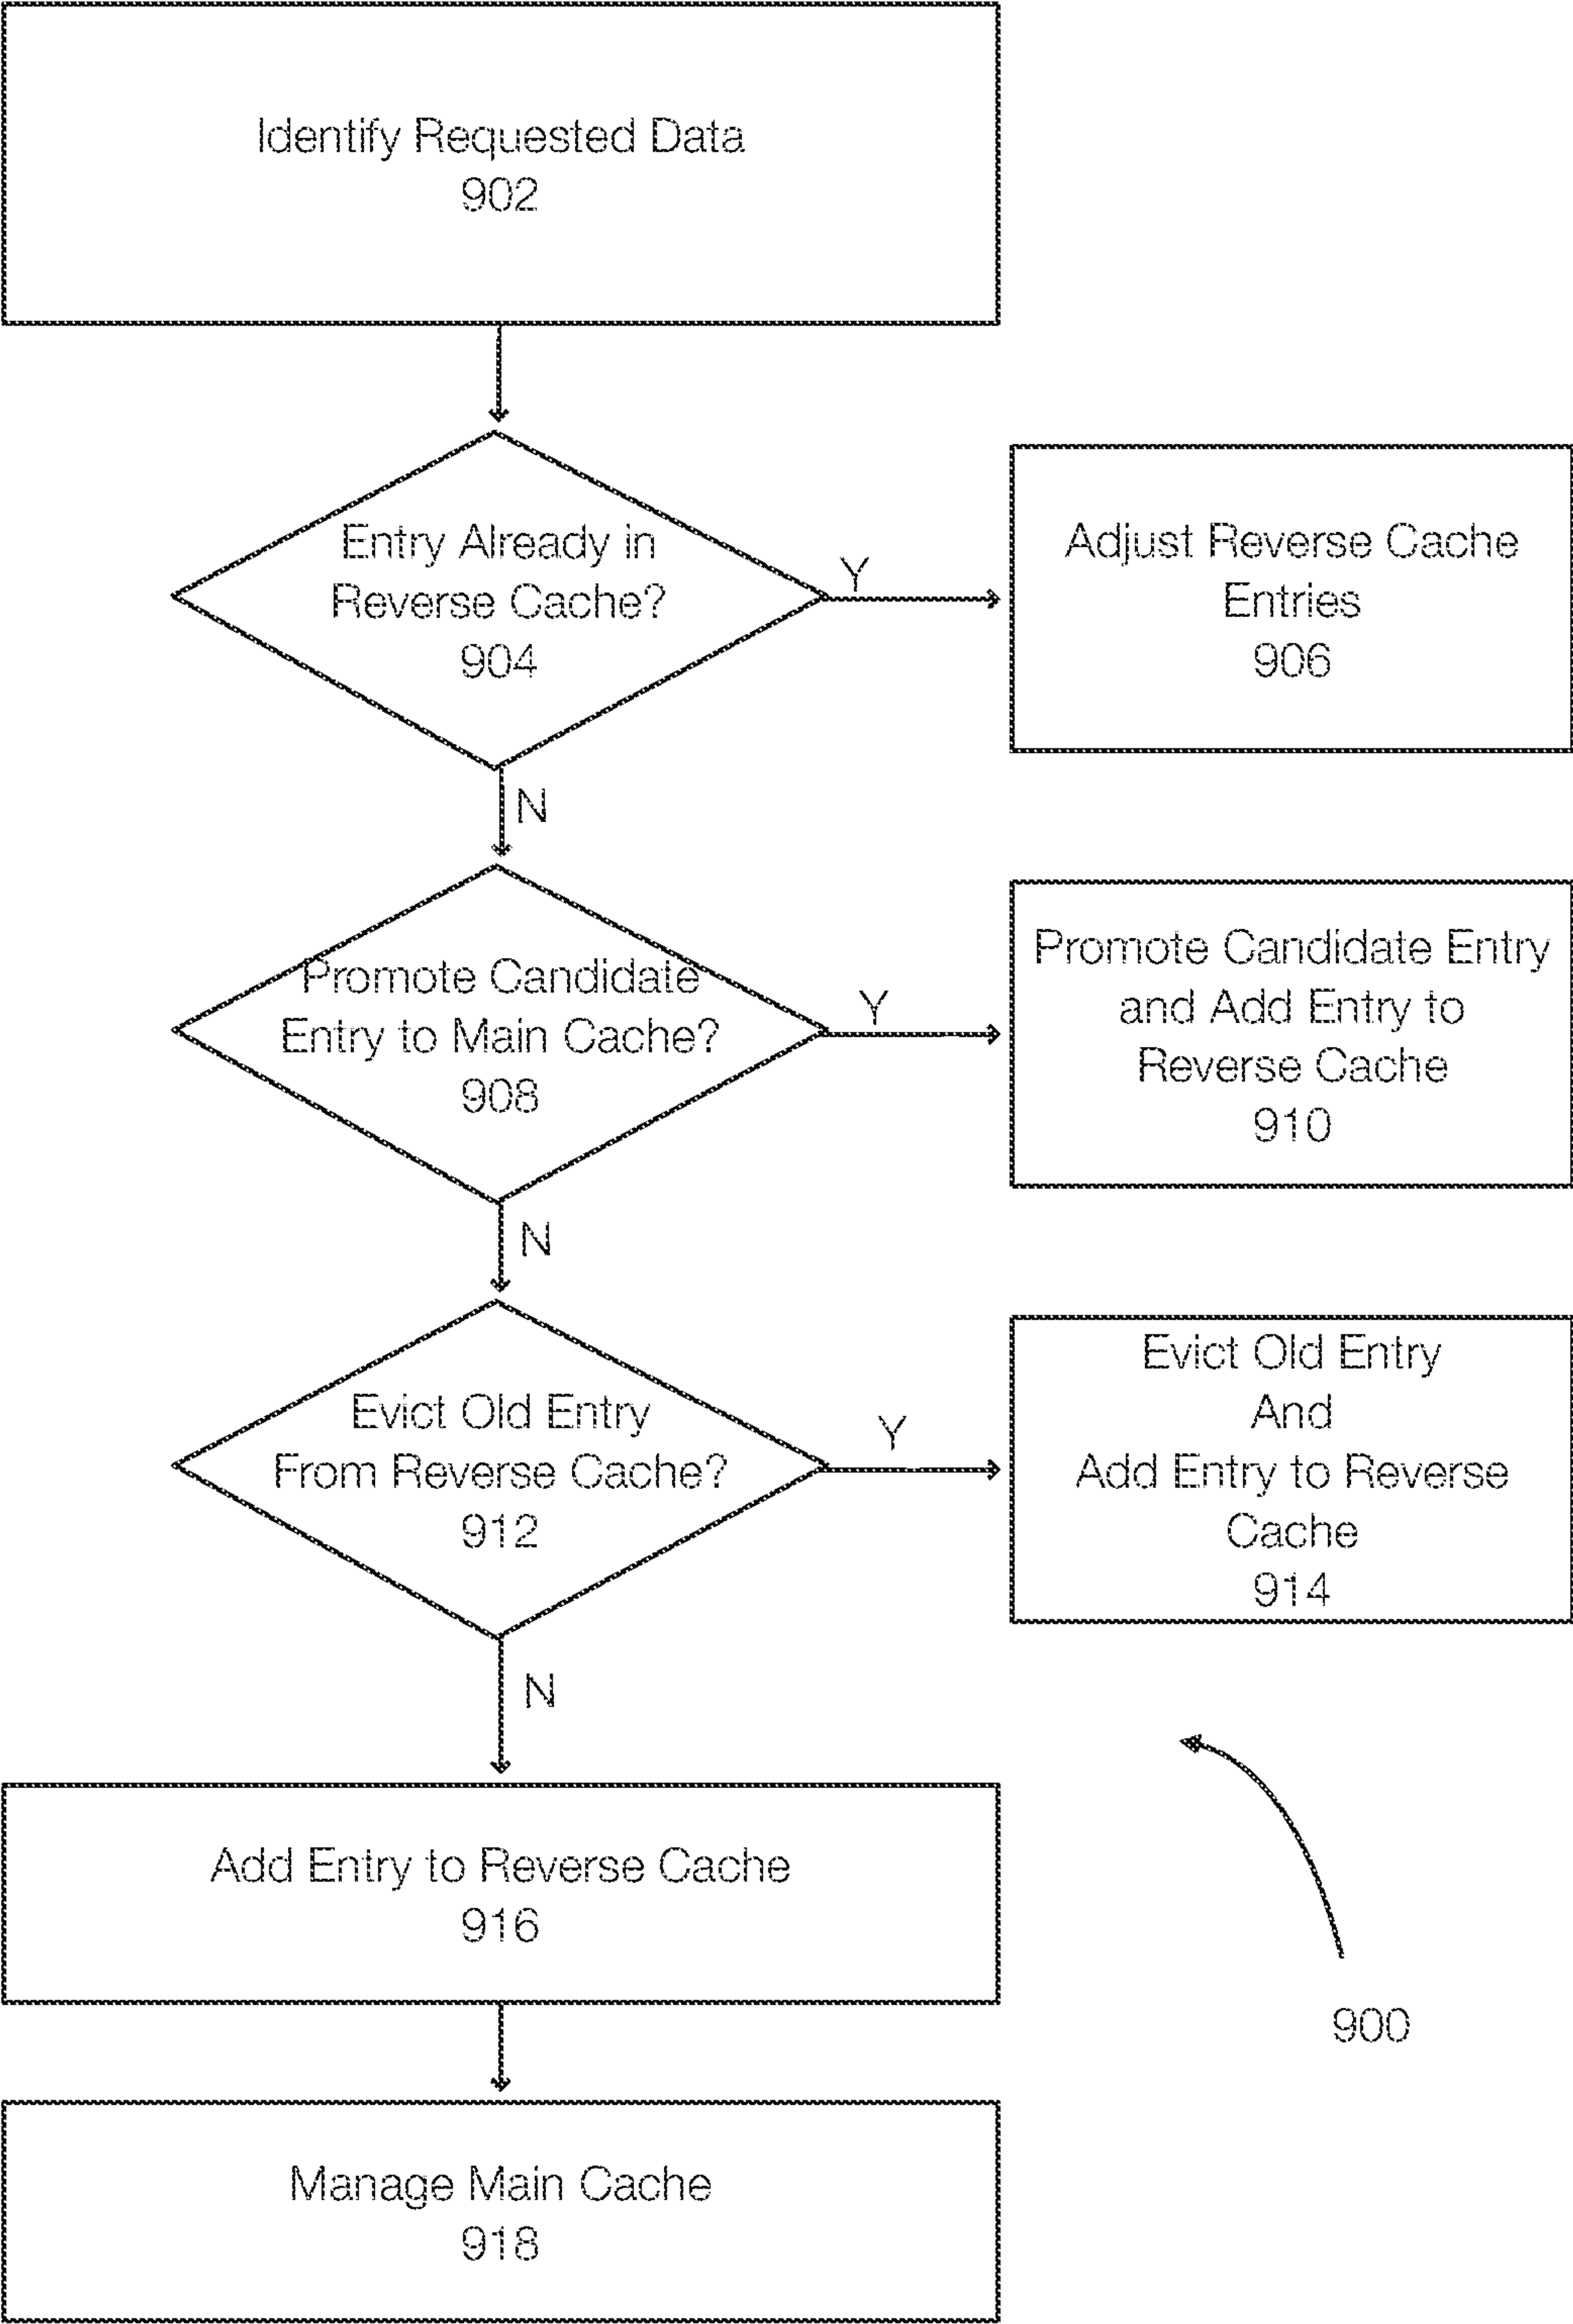 Identify Requested Data
902
Entry Already in
Reverse Cache?
904
Y
Adjust Reverse Cache
Entries
906
N
Promote Candidate
Entry to Main Cache?
908
Y
Promote Candidate Entry
and Add Entry to
Reverse Cache
910
N
Evict Old Entry
From Reverse Cache?
912
Y
Evict Old Entry
And
Add Entry to Reverse
Cache
914
N
Add Entry to Reverse Cache
916
900
Manage Main Cache
918